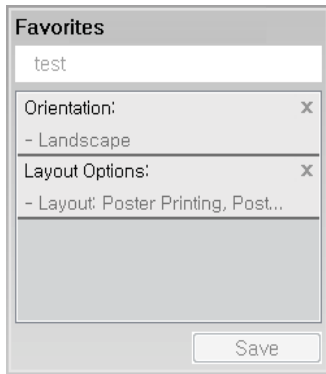 Favorites
test
Orientation: x
- Landscape
Layout Options: x
- Layout: Poster Printing, Post...
Save